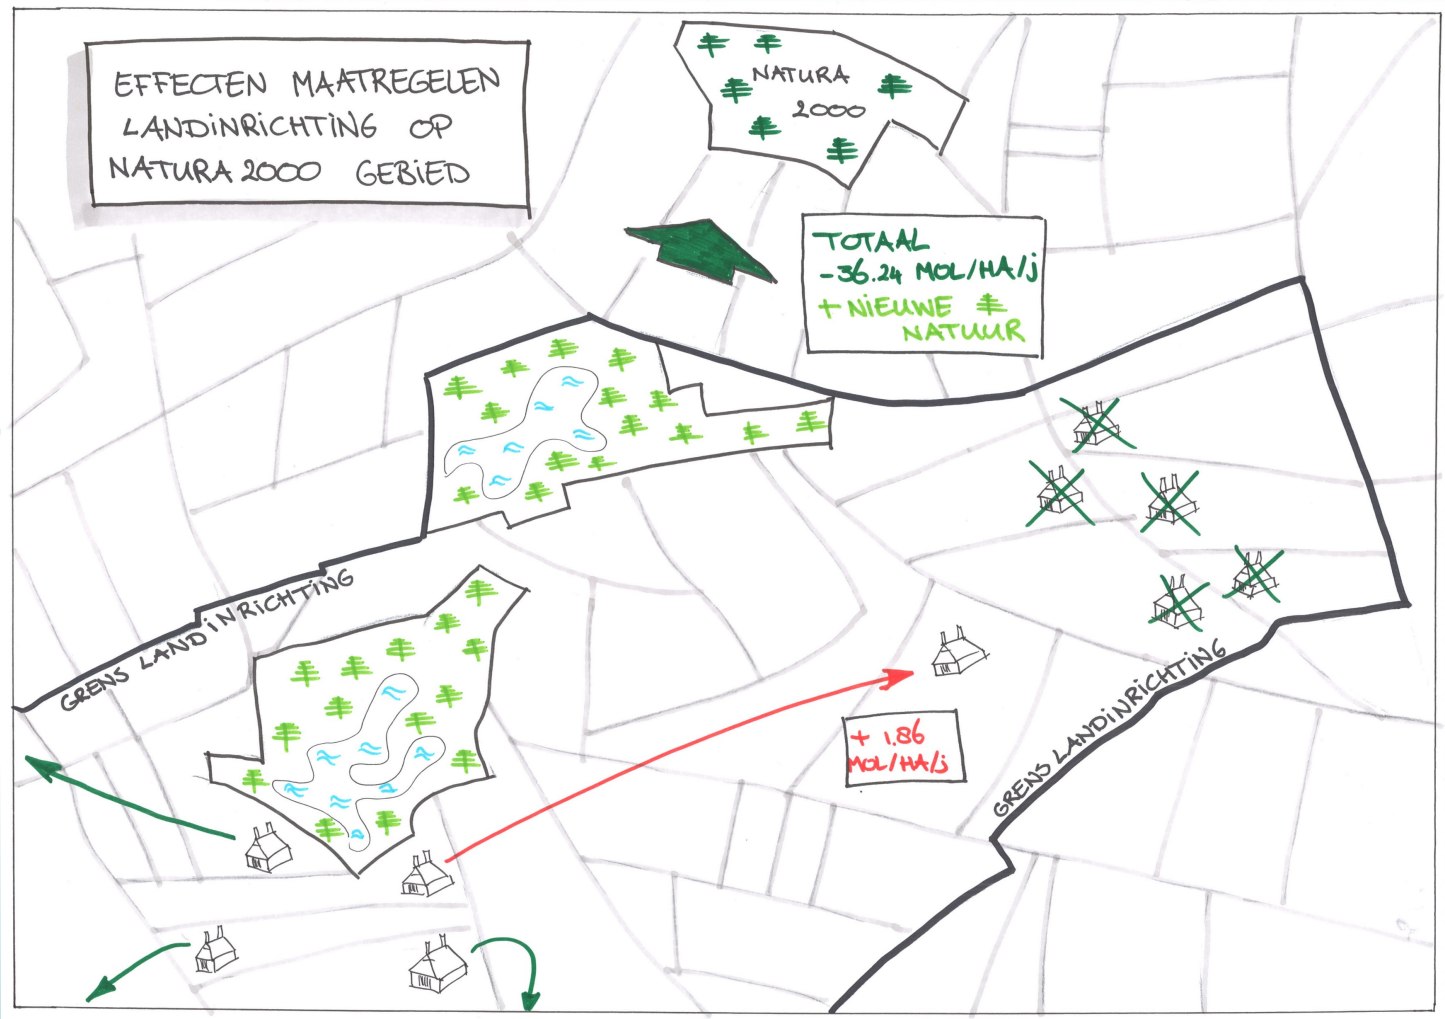 EFFECTEN MAATREGELEN
LANDINRICHTING OP
NATURA 2000 GEBIED
NATURA
2000
TOTAAL
-36.24 MOL/HA/j
+ NIEUWE
NATUUR
GRENS LANDINRICHTING
+ 1.86
MOL/HA/j
GRENS LANDINRICHTING